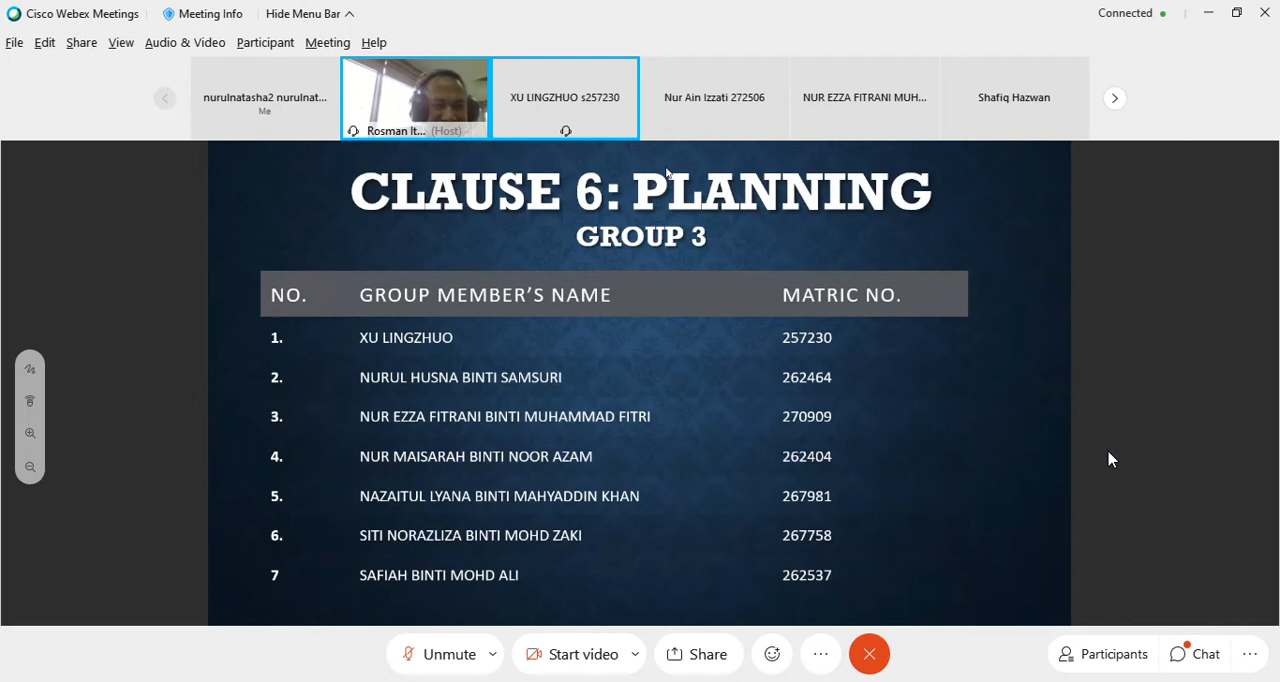 Cisco Webex Meetings Meeting Info Hide Menu Bar Connected
File Edit Share View Audio & Video Participant Meeting Help
nurulnatasha2 nurulnat...
Me
Rosman It... (Host)
XU LINGZHUO s257230
Nur Ain Izzati 272506
NUR EZZA FITRANI MUH...
Shafiq Hazwan
CLAUSE 6: PLANNING
GROUP 3
NO. GROUP MEMBER'S NAME MATRIC NO.
1. XU LINGZHUO 257230
2. NURUL HUSNA BINTI SAMSURI 262464
3. NUR EZZA FITRANI BINTI MUHAMMAD FITRI 270909
4. NUR MAISARAH BINTI NOOR AZAM 262404
5. NAZAITUL LYANA BINTI MAHYADDIN KHAN 267981
6. SITI NORAZLIZA BINTI MOHD ZAKI 267758
7 SAFIAH BINTI MOHD ALI 262537
Unmute Start video Share ... Participants Chat ...